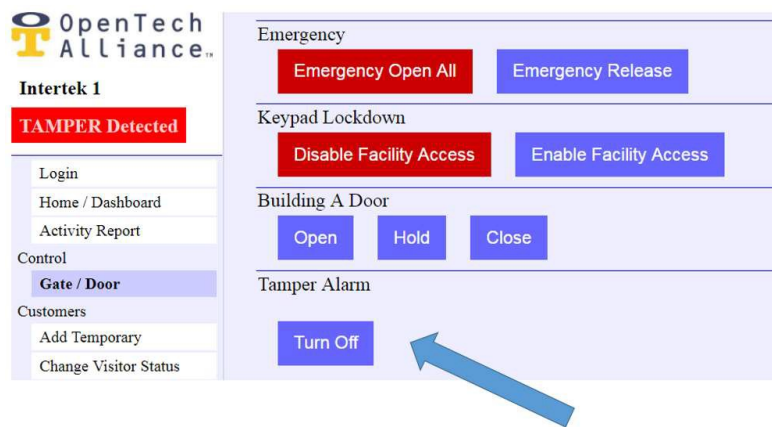 OpenTech
Alliance™
Intertek 1
TAMPER Detected
Login
Home / Dashboard
Activity Report
Control
Gate / Door
Customers
Add Temporary
Change Visitor Status
Emergency
Emergency Open All
Emergency Release
Keypad Lockdown
Disable Facility Access
Enable Facility Access
Building A Door
Open
Hold
Close
Tamper Alarm
Turn Off